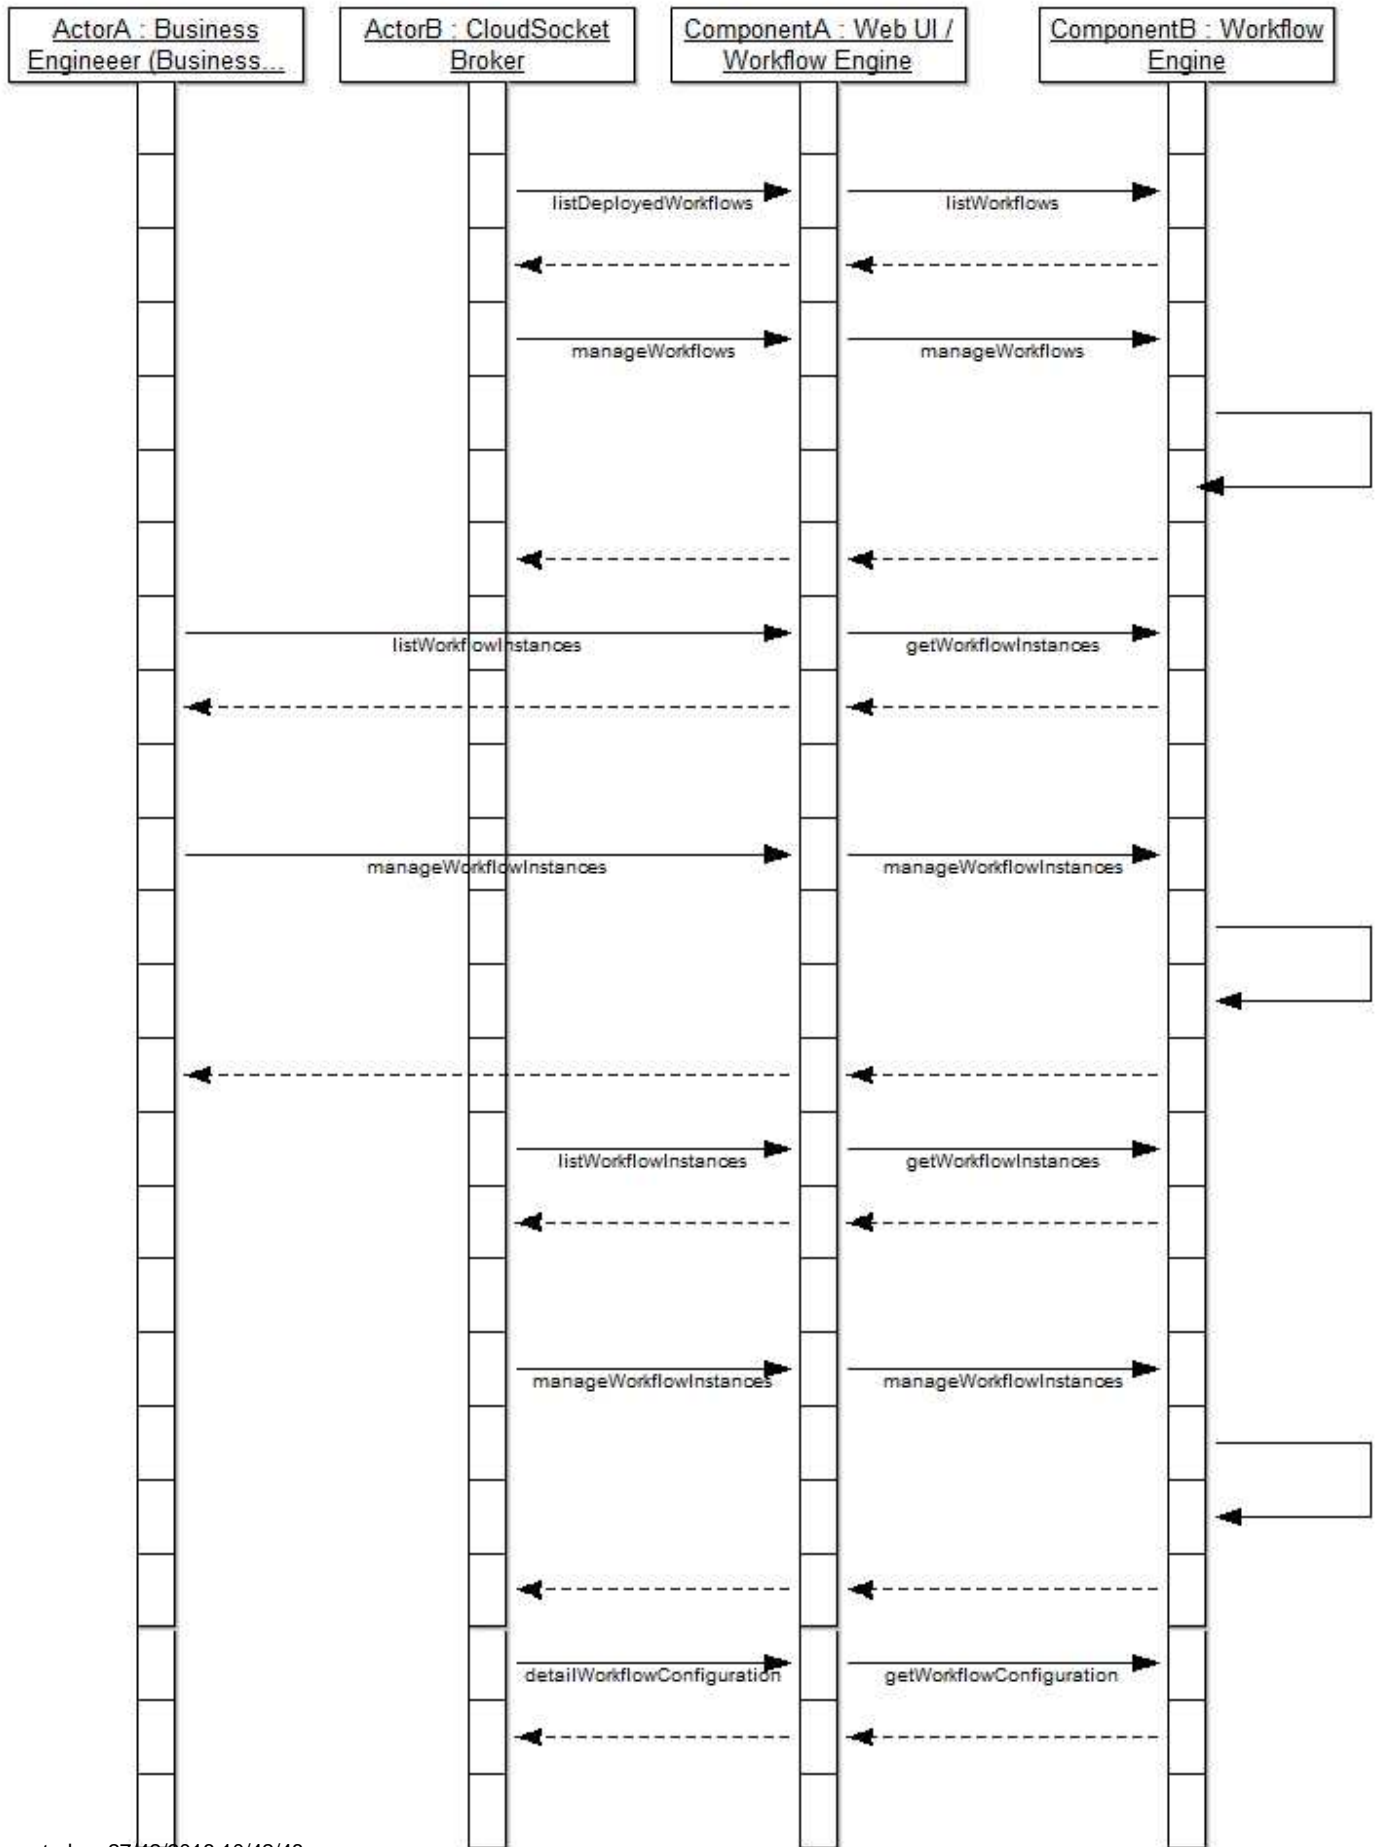 ActorA : Business
Engineeer (Business...
ActorB : CloudSocket
Broker
ComponentA : Web UI /
Workflow Engine
ComponentB : Workflow
Engine
listDeployedWorkflows
listWorkflows
manageWorkflows
manageWorkflows
listWorkflowInstances
getWorkflowInstances
manageWorkflowInstances
manageWorkflowInstances
listWorkflowInstances
getWorkflowInstances
manageWorkflowInstances
manageWorkflowInstances
detailWorkflowConfiguration
getWorkflowConfiguration